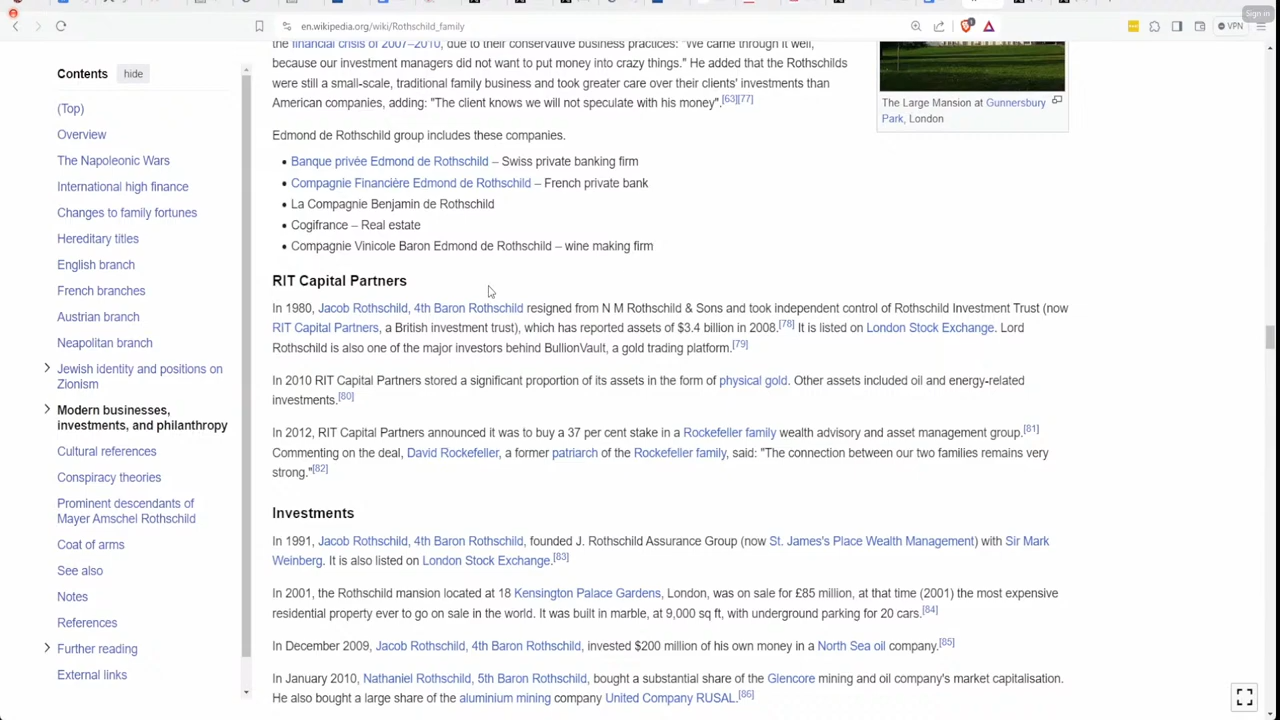 Sign in
en.wikipedia.org/wiki/Rothschild_family
VPN
Contents
hide
(Top)
Overview
The Napoleonic Wars
International high finance
Changes to family fortunes
Hereditary titles
English branch
French branches
Austrian branch
Neapolitan branch
Jewish identity and positions on
Zionism
Modern businesses,
investments, and philanthropy
Cultural references
Conspiracy theories
Prominent descendants of
Mayer Amschel Rothschild
Coat of arms
See also
Notes
References
Further reading
External links
the financial crisis of 2007–2010, due to their conservative business practices: "We came through it well,
because our investment managers did not want to put money into crazy things." He added that the Rothschilds
were still a small-scale, traditional family business and took greater care over their clients' investments than
American companies, adding: "The client knows we will not speculate with his money".[63][77]
Edmond de Rothschild group includes these companies.
• Banque privée Edmond de Rothschild – Swiss private banking firm
• Compagnie Financière Edmond de Rothschild – French private bank
• La Compagnie Benjamin de Rothschild
• Cogifrance – Real estate
• Compagnie Vinicole Baron Edmond de Rothschild – wine making firm
The Large Mansion at Gunnersbury
Park, London
RIT Capital Partners
In 1980, Jacob Rothschild, 4th Baron Rothschild resigned from N M Rothschild & Sons and took independent control of Rothschild Investment Trust (now
RIT Capital Partners, a British investment trust), which has reported assets of $3.4 billion in 2008.[78] It is listed on London Stock Exchange. Lord
Rothschild is also one of the major investors behind BullionVault, a gold trading platform.[79]
In 2010 RIT Capital Partners stored a significant proportion of its assets in the form of physical gold. Other assets included oil and energy-related
investments.[80]
In 2012, RIT Capital Partners announced it was to buy a 37 per cent stake in a Rockefeller family wealth advisory and asset management group.[81]
Commenting on the deal, David Rockefeller, a former patriarch of the Rockefeller family, said: "The connection between our two families remains very
strong."[82]
Investments
In 1991, Jacob Rothschild, 4th Baron Rothschild, founded J. Rothschild Assurance Group (now St. James's Place Wealth Management) with Sir Mark
Weinberg. It is also listed on London Stock Exchange.[83]
In 2001, the Rothschild mansion located at 18 Kensington Palace Gardens, London, was on sale for £85 million, at that time (2001) the most expensive
residential property ever to go on sale in the world. It was built in marble, at 9,000 sq ft, with underground parking for 20 cars.[84]
In December 2009, Jacob Rothschild, 4th Baron Rothschild, invested $200 million of his own money in a North Sea oil company.[85]
In January 2010, Nathaniel Rothschild, 5th Baron Rothschild, bought a substantial share of the Glencore mining and oil company's market capitalisation.
He also bought a large share of the aluminium mining company United Company RUSAL.[86]